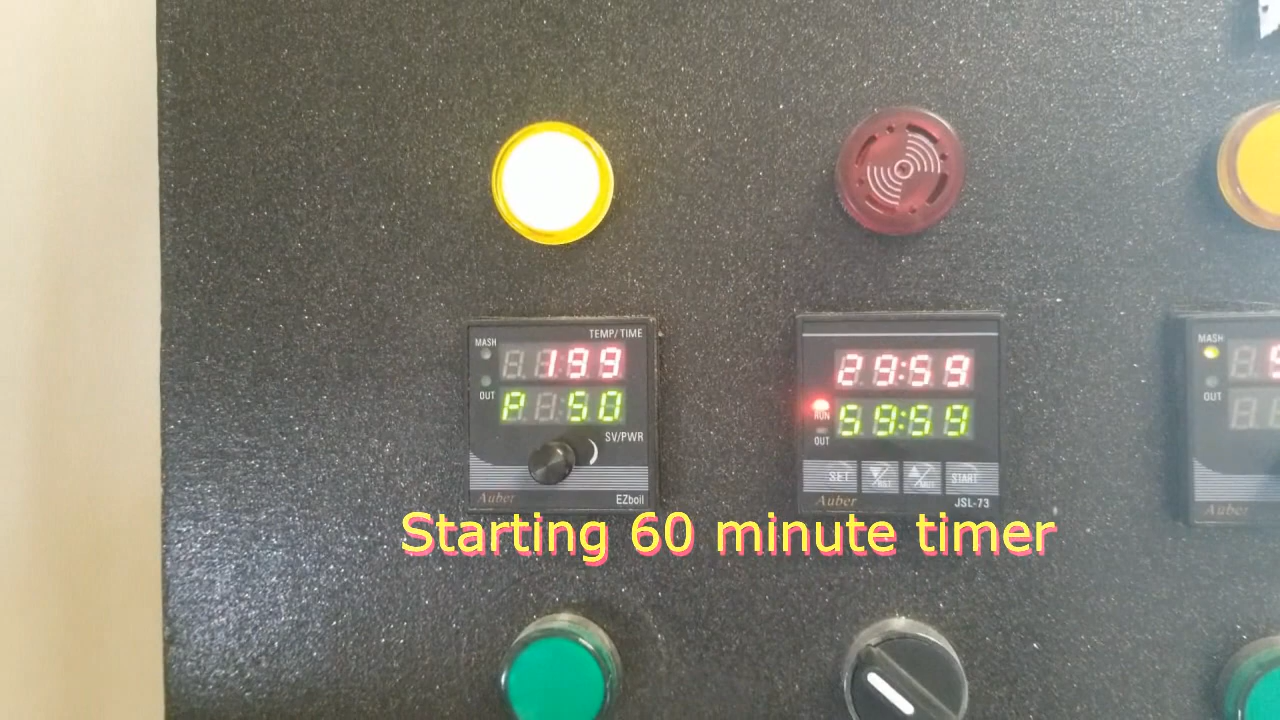 TEMP/TIME
MASH
199
OUT
P 50
SV/PWR
Auber
EZboil
29:59
RUN
59:59
OUT
SET
START
Auber
JSL-73
MASH
OUT
Auber
Starting 60 minute timer